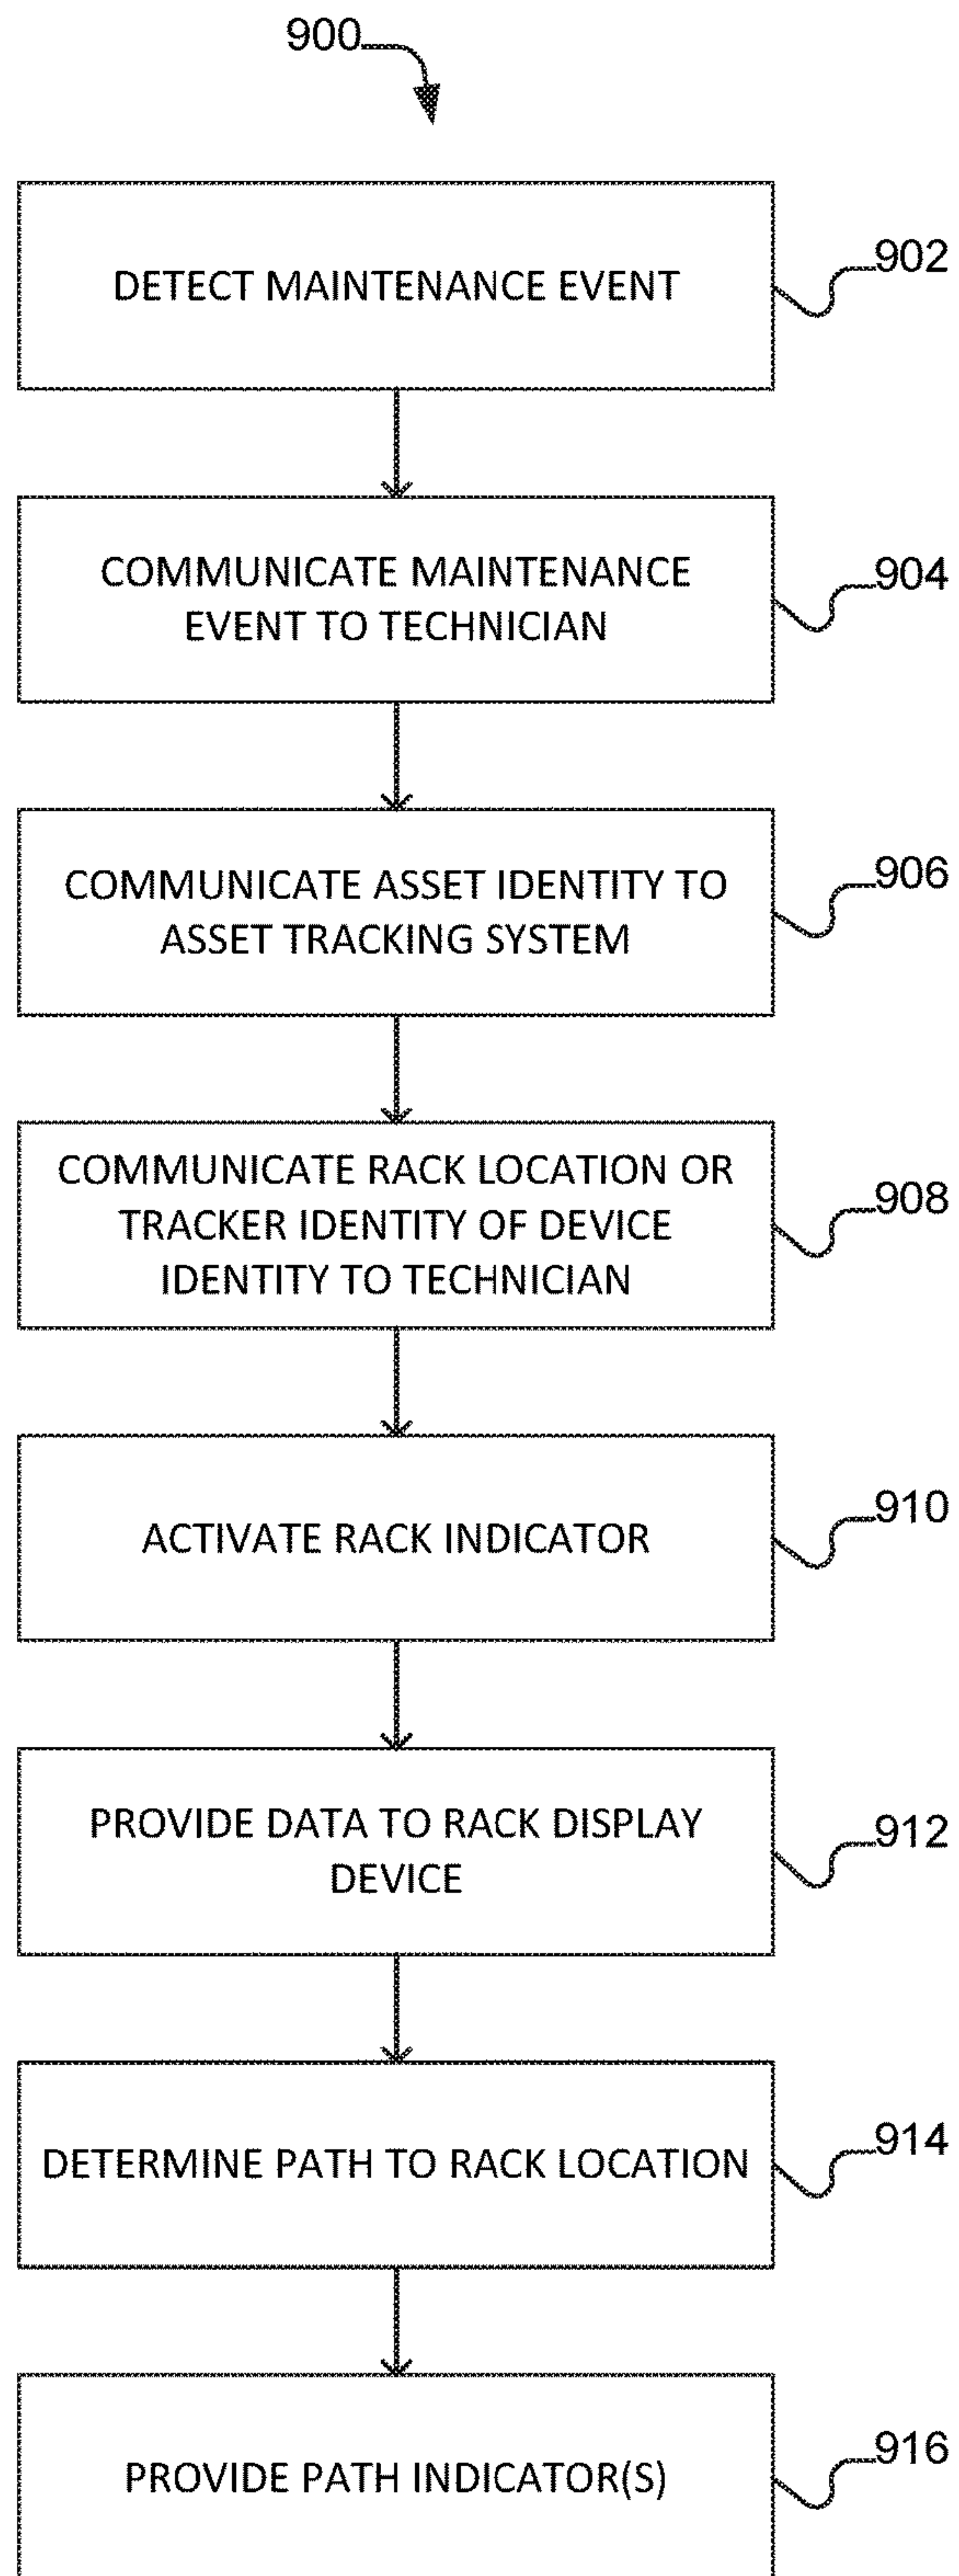 900
DETECT MAINTENANCE EVENT
902
COMMUNICATE MAINTENANCE
EVENT TO TECHNICIAN
904
COMMUNICATE ASSET IDENTITY TO
ASSET TRACKING SYSTEM
906
COMMUNICATE RACK LOCATION OR
TRACKER IDENTITY OF DEVICE
IDENTITY TO TECHNICIAN
908
ACTIVATE RACK INDICATOR
910
PROVIDE DATA TO RACK DISPLAY
DEVICE
912
DETERMINE PATH TO RACK LOCATION
914
PROVIDE PATH INDICATOR(S)
916